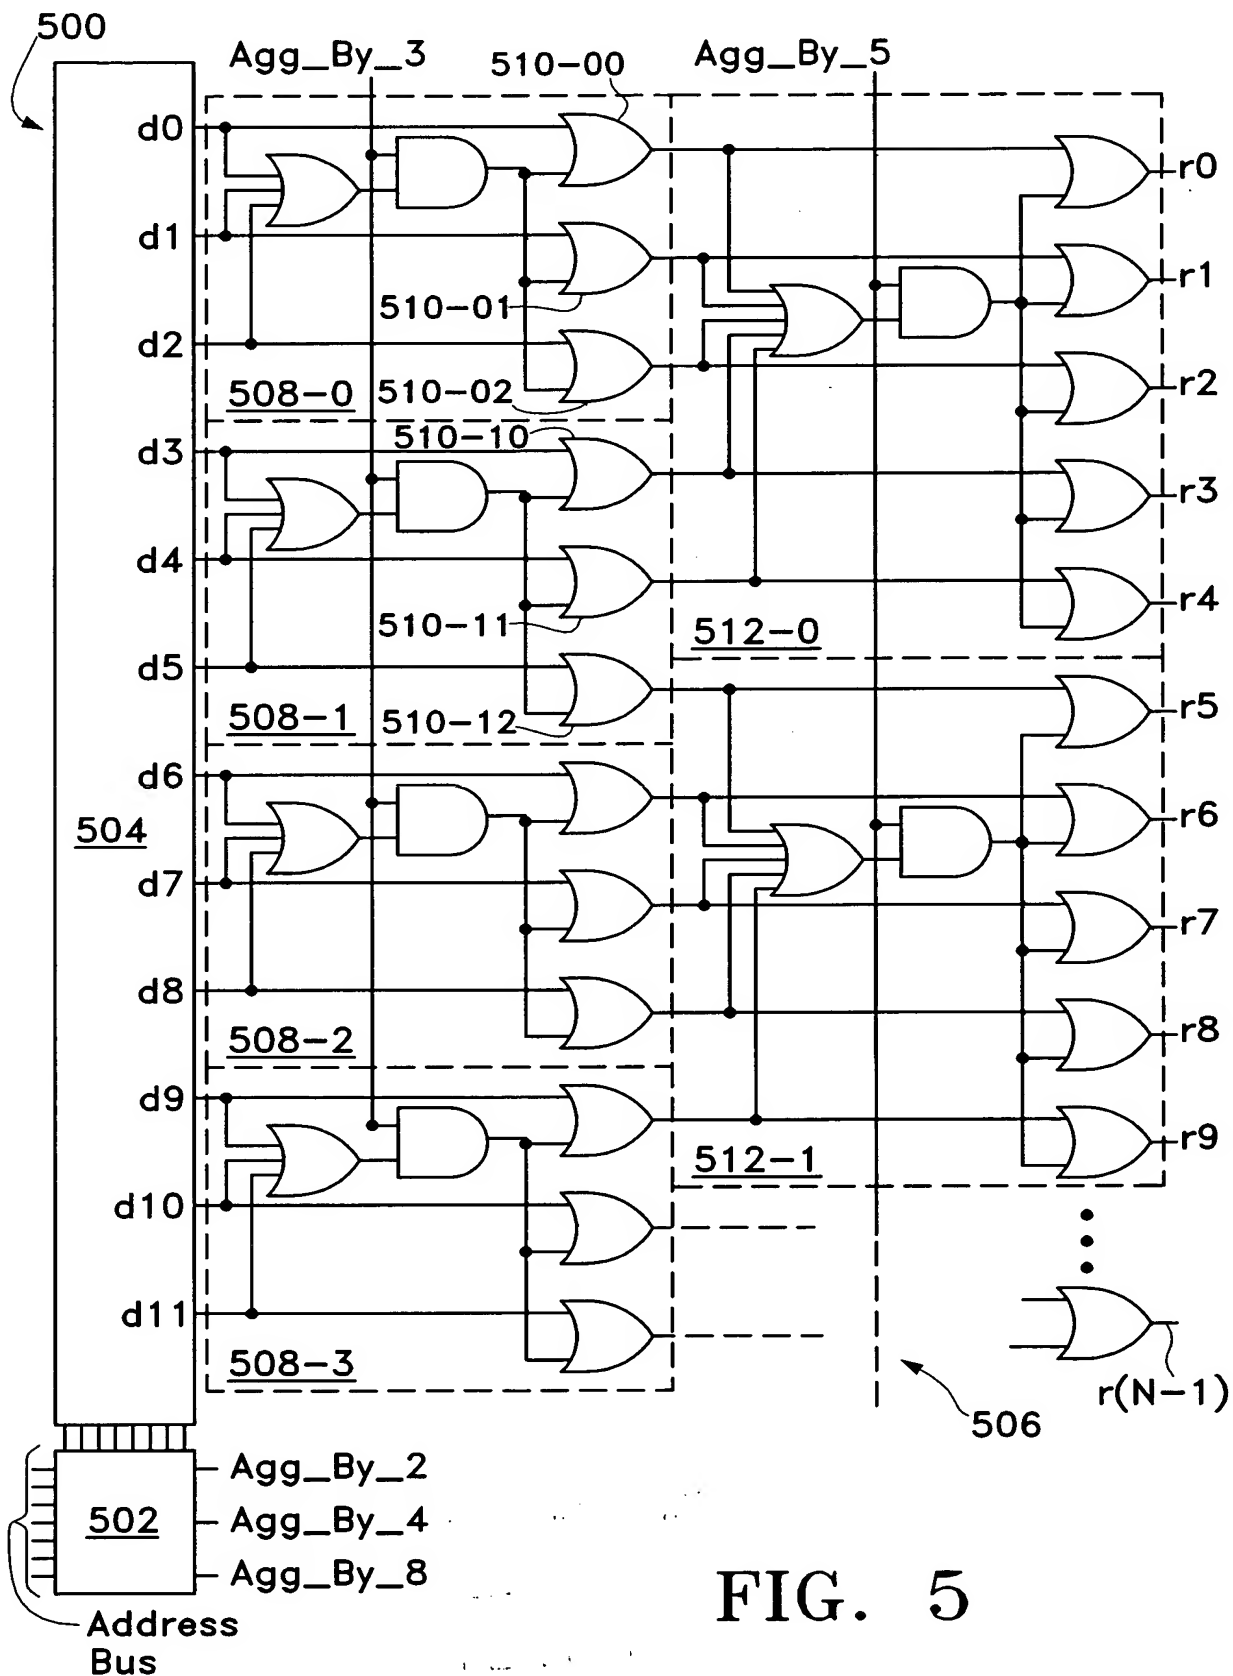 500
Agg_By_3
510-00
Agg_By_5
d0
r0
d1
r1
510-01
d2
r2
508-0
510-02
510-10
d3
r3
d4
r4
510-11
512-0
d5
r5
508-1
510-12
d6
r6
504
d7
r7
d8
r8
508-2
d9
r9
512-1
d10
d11
508-3
r(N-1)
506
Agg_By_2
502
Agg_By_4
Agg_By_8
Address
Bus
FIG. 5